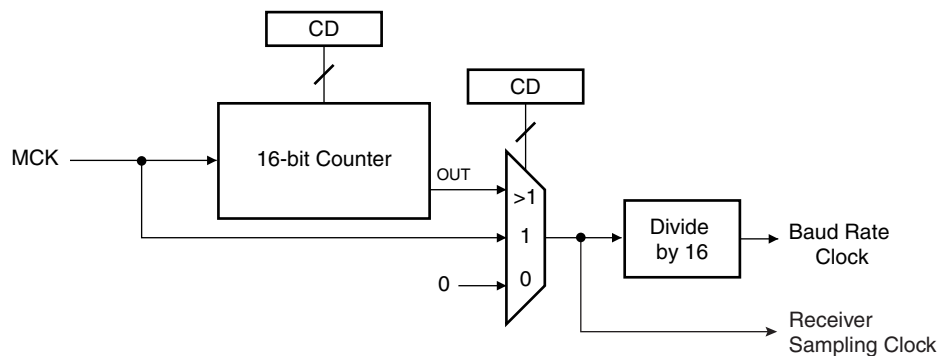 CD
CD
MCK
16-bit Counter
OUT
>1
1
0
0
Divide
by 16
Baud Rate
Clock
Receiver
Sampling Clock